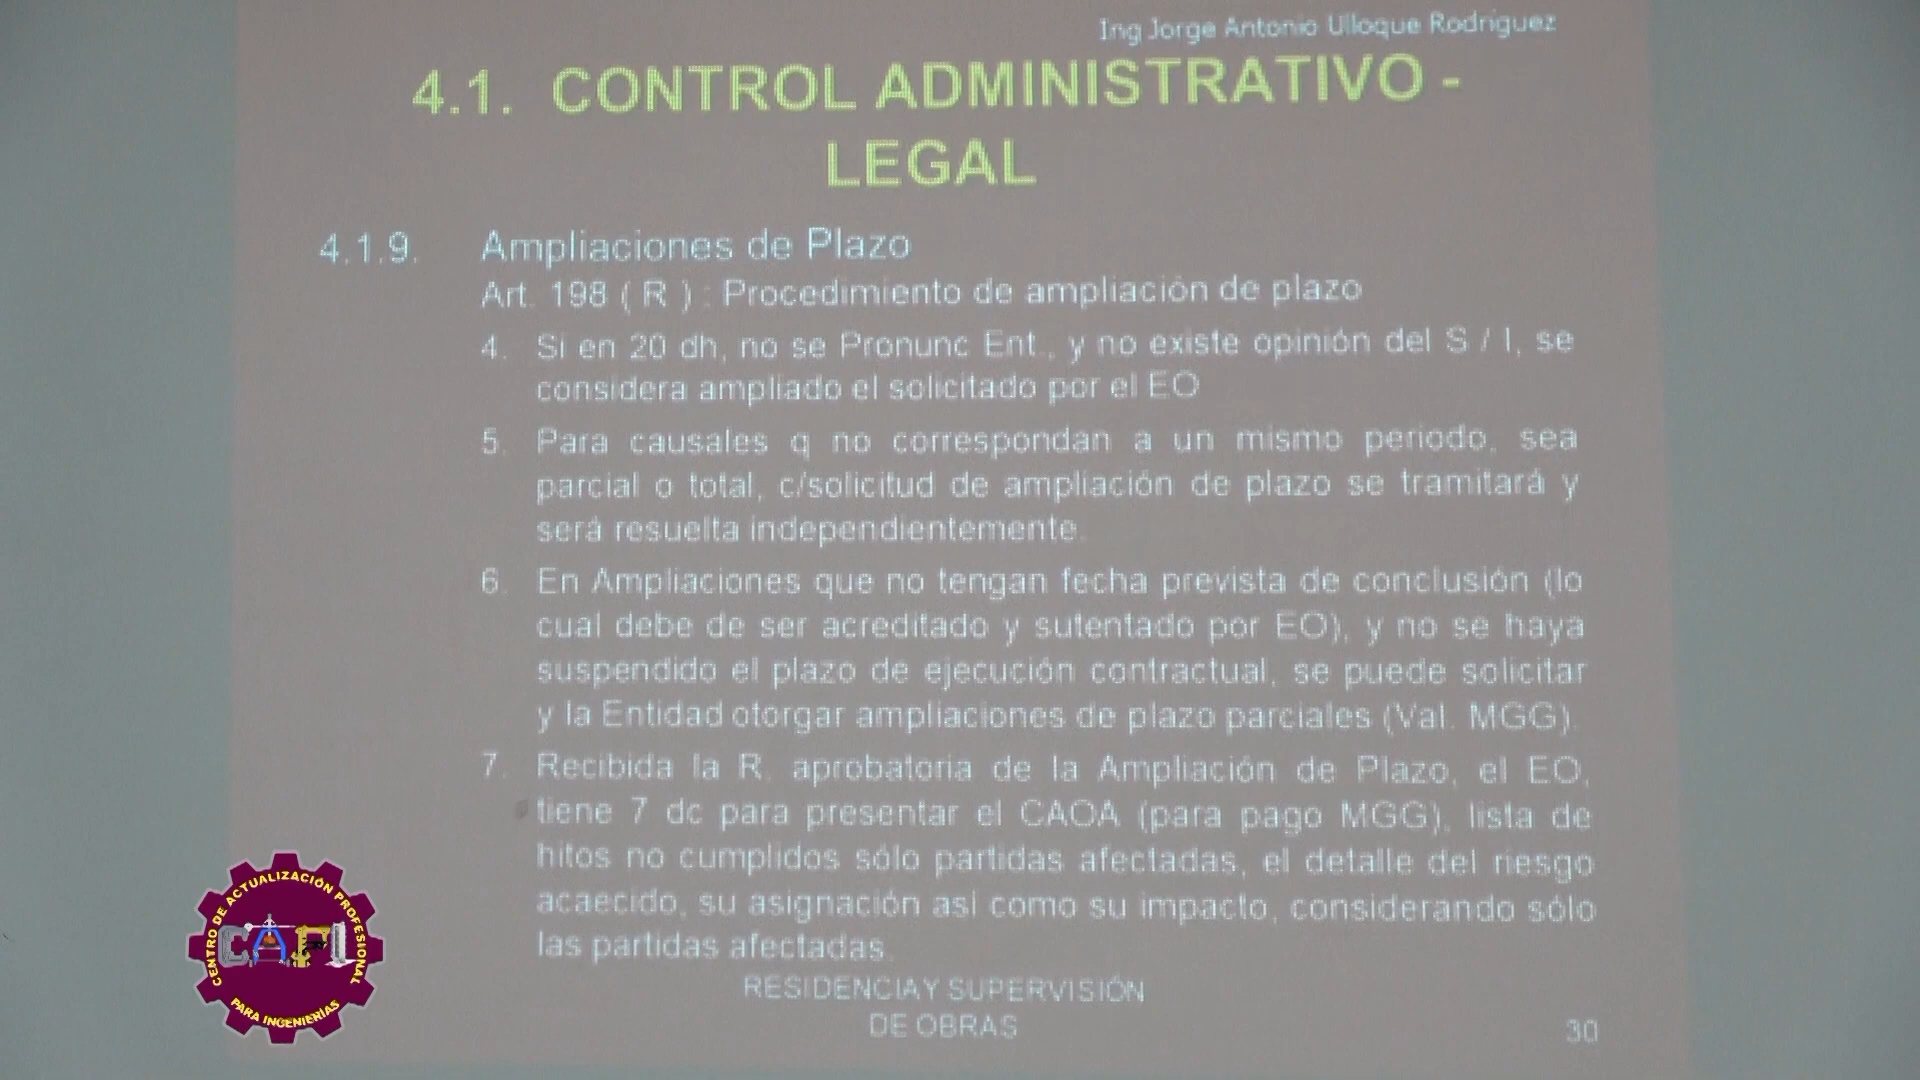 Ing Jorge Antonio Ulloque Rodríguez
4.1. CONTROL ADMINISTRATIVO -
LEGAL
4.1.9. Ampliaciones de Plazo
Art. 198 ( R ) : Procedimiento de ampliación de plazo
4. Si en 20 dh, no se Pronunc Ent., y no existe opinión del S / I, se
considera ampliado el solicitado por el EO
5. Para causales q no correspondan a un mismo periodo, sea
parcial o total, c/solicitud de ampliación de plazo se tramitará y
será resuelta independientemente.
6. En Ampliaciones que no tengan fecha prevista de conclusión (lo
cual debe de ser acreditado y sutentado por EO), y no se haya
suspendido el plazo de ejecución contractual, se puede solicitar
y la Entidad otorgar ampliaciones de plazo parciales (Val. MGG).
7. Recibida la R. aprobatoria de la Ampliación de Plazo, el EO,
tiene 7 dc para presentar el CAOA (para pago MGG), lista de
hitos no cumplidos sólo partidas afectadas, el detalle del riesgo
acaecido, su asignación así como su impacto, considerando sólo
las partidas afectadas.
RESIDENCIA Y SUPERVISIÓN
DE OBRAS
30
CENTRO DE ACTUALIZACIÓN PROFESIONAL
CAPI
PARA INGENIERÍAS